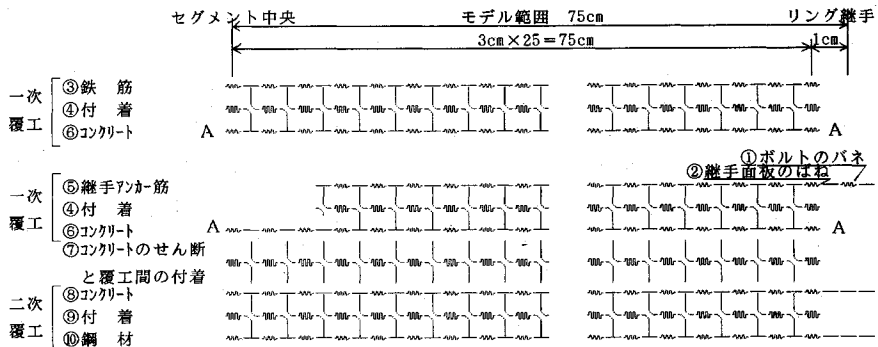 セグメント中央 モデル範囲 75cm リング継手
3cm×25=75cm 1cm
一次覆工
③鉄 筋
④付 着
⑥コンクリート A A
①ボルトのバネ
②継手面板のばね
一次覆工
⑤継手アンカー筋
④付 着
⑥コンクリート A A
⑦コンクリートのせん断
と覆工間の付着
二次覆工
⑧コンクリート
⑨付 着
⑩鋼 材